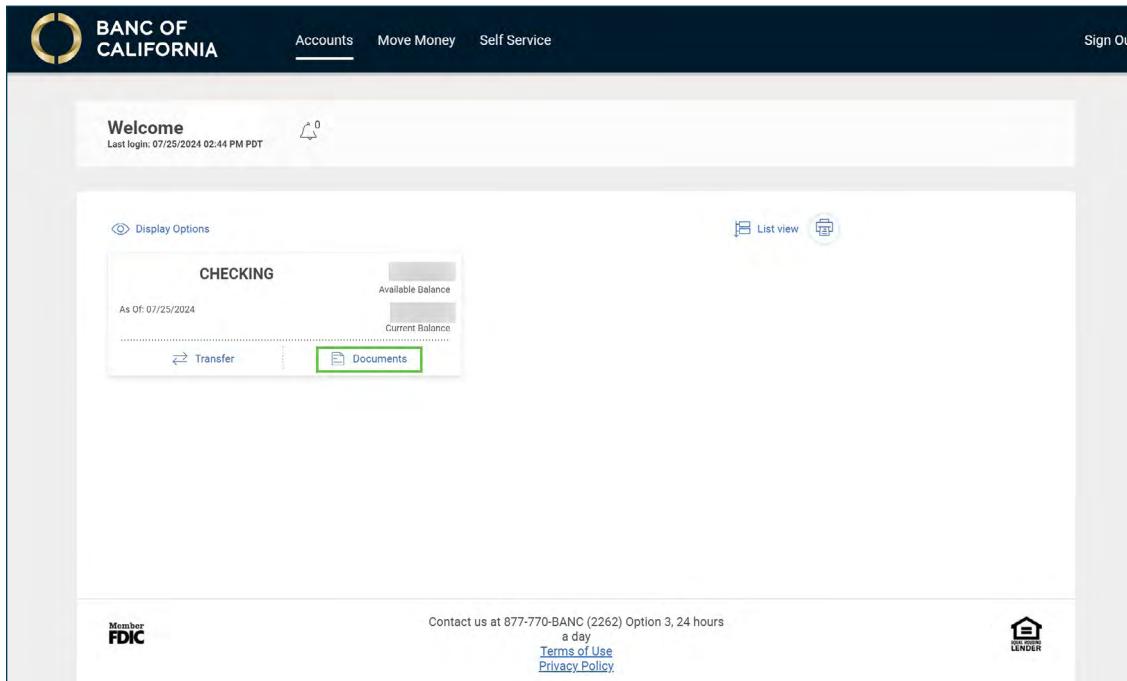 BANC OF
CALIFORNIA
Accounts
Move Money
Self Service
Sign Ou
Welcome
0
Last login: 07/25/2024 02:44 PM PDT
Display Options
List view
CHECKING
Available Balance
As Of: 07/25/2024
Current Balance
Transfer
Documents
Member
FDIC
Contact us at 877-770-BANC (2262) Option 3, 24 hours
a day
Terms of Use
Privacy Policy
EQUAL HOUSING
LENDER